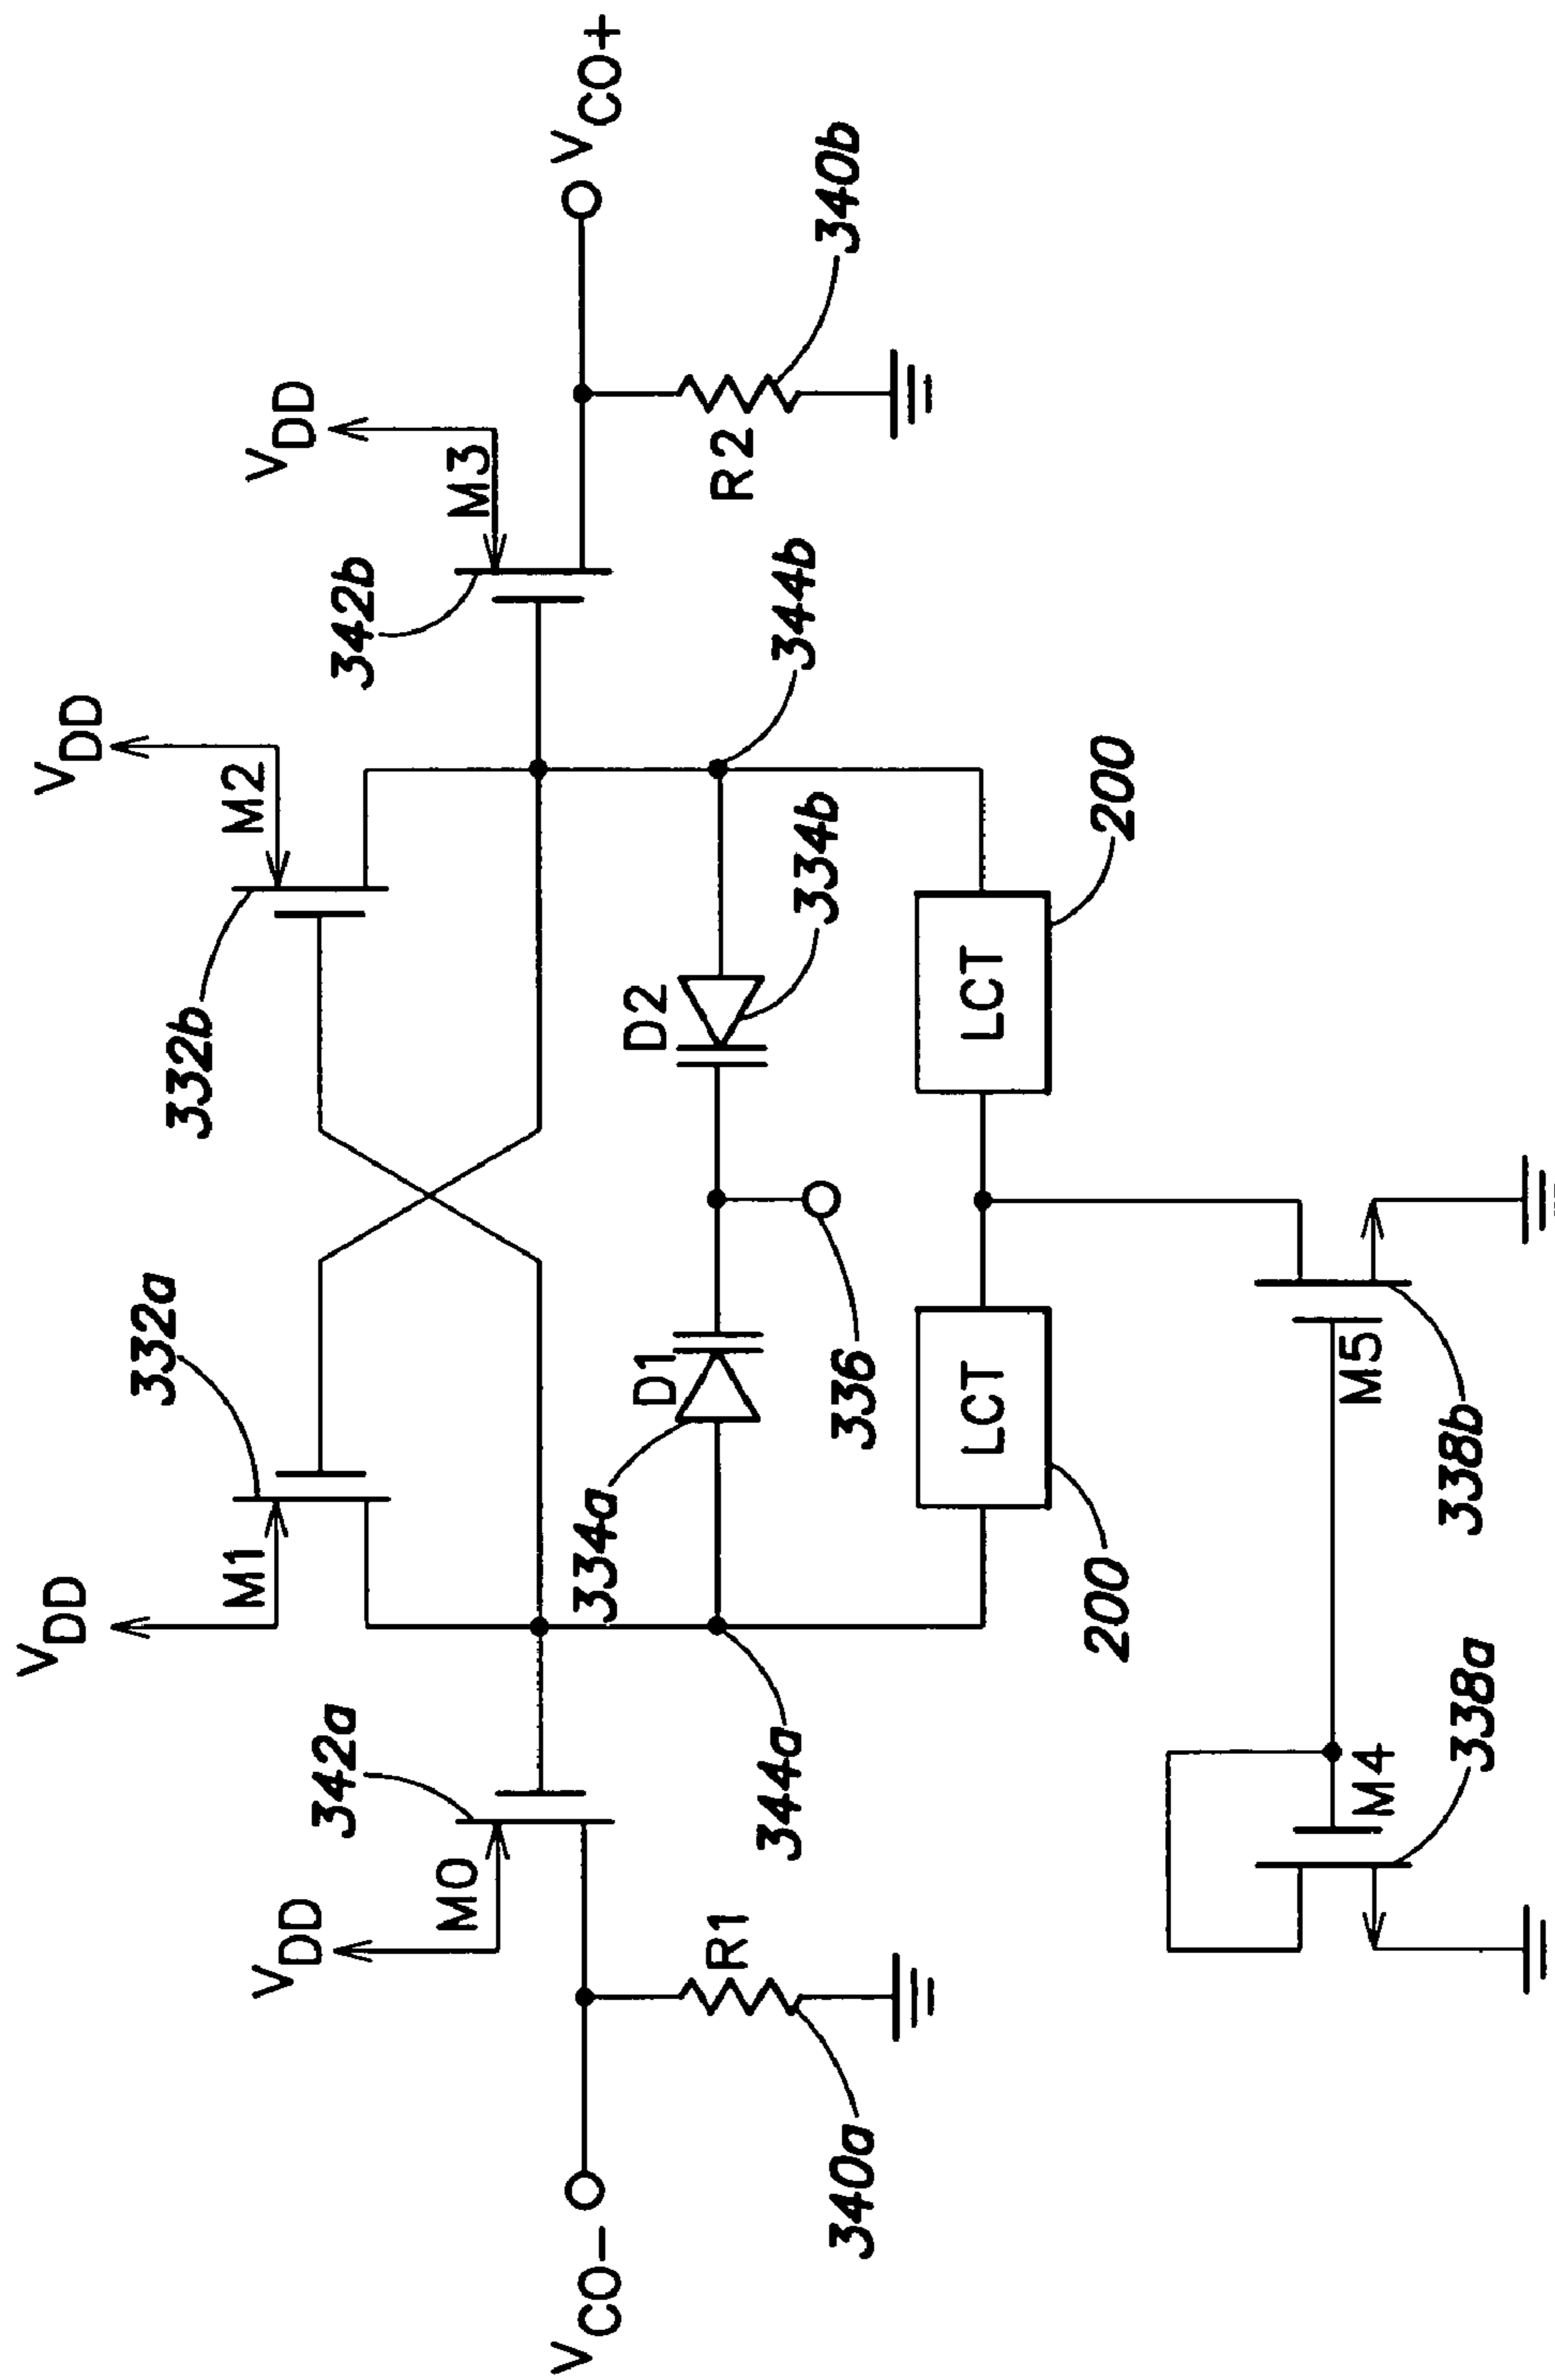 VDD
VDD
332a
332b
M1
M2
VDD
VDD
342a
342b
M0
M3
VCO-
VCO+
334a
D1
D2
334b
344a
344b
R1
R2
340a
340b
336
LCT
LCT
200
200
M4
M5
338a
338b